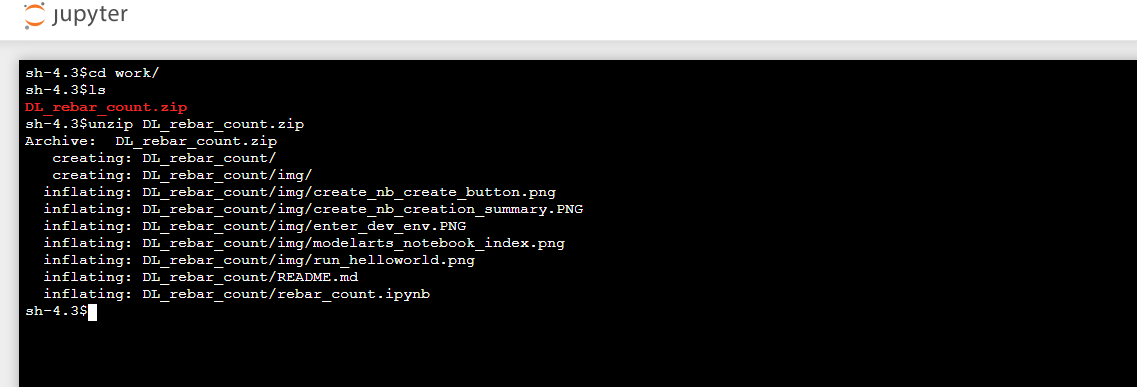 jupyter
sh-4.3$cd work/
sh-4.3$ls
DL_rebar_count.zip
sh-4.3$unzip DL_rebar_count.zip
Archive:  DL_rebar_count.zip
   creating: DL_rebar_count/
   creating: DL_rebar_count/img/
  inflating: DL_rebar_count/img/create_nb_create_button.png
  inflating: DL_rebar_count/img/create_nb_creation_summary.PNG
  inflating: DL_rebar_count/img/enter_dev_env.PNG
  inflating: DL_rebar_count/img/modelarts_notebook_index.png
  inflating: DL_rebar_count/img/run_helloworld.png
  inflating: DL_rebar_count/README.md
  inflating: DL_rebar_count/rebar_count.ipynb
sh-4.3$